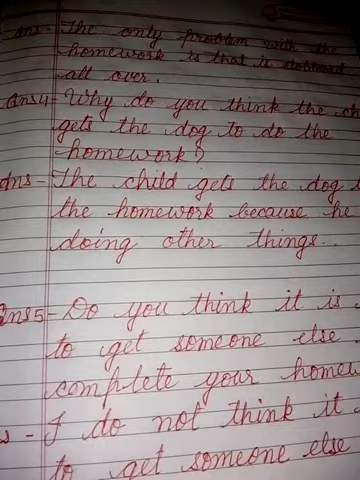 ans- The only problem with the
homework is that is
all over.
Ans4- Why do you think the
gets the dog to do the
homework?
Ans- The child gets the dog
the homework because he
doing other things..
Ans5- Do you think it is
to get someone else
complete your
- I do not think it
to get someone else